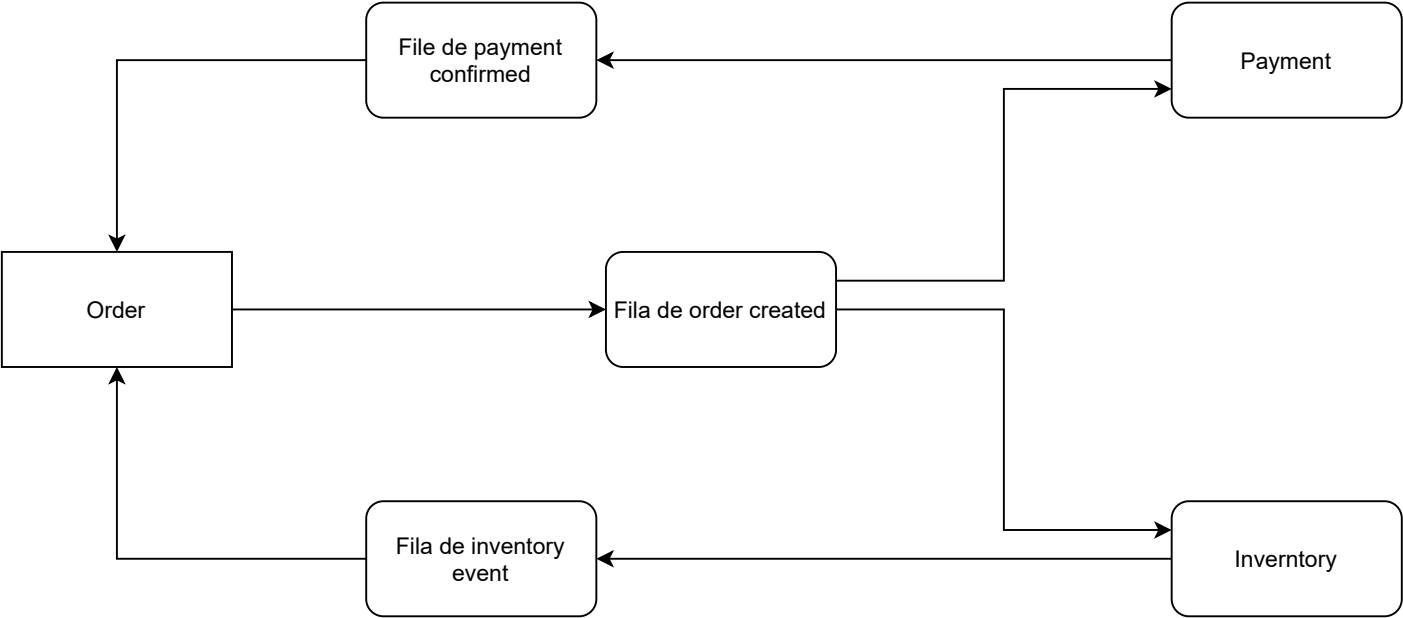 File de payment
confirmed
Payment
Order
Fila de order created
Fila de inventory
event
Inverntory